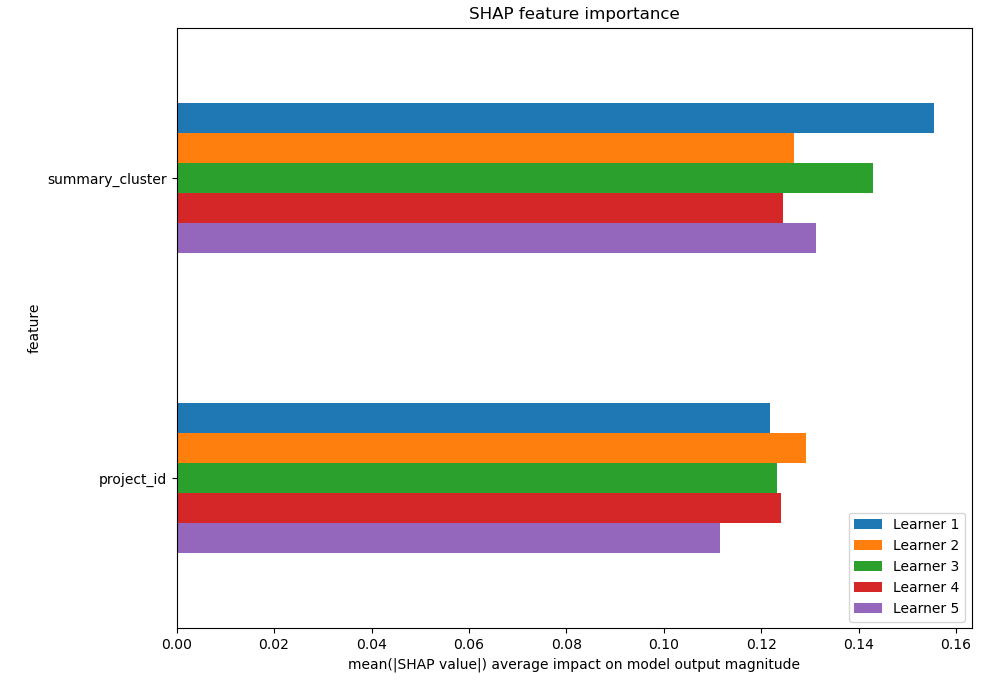 SHAP feature importance
summary_cluster
feature
project_id
Learner 1
Learner 2
Learner 3
Learner 4
Learner 5
0.00 0.02 0.04 0.06 0.08 0.10 0.12 0.14 0.16
mean(|SHAP value|) average impact on model output magnitude